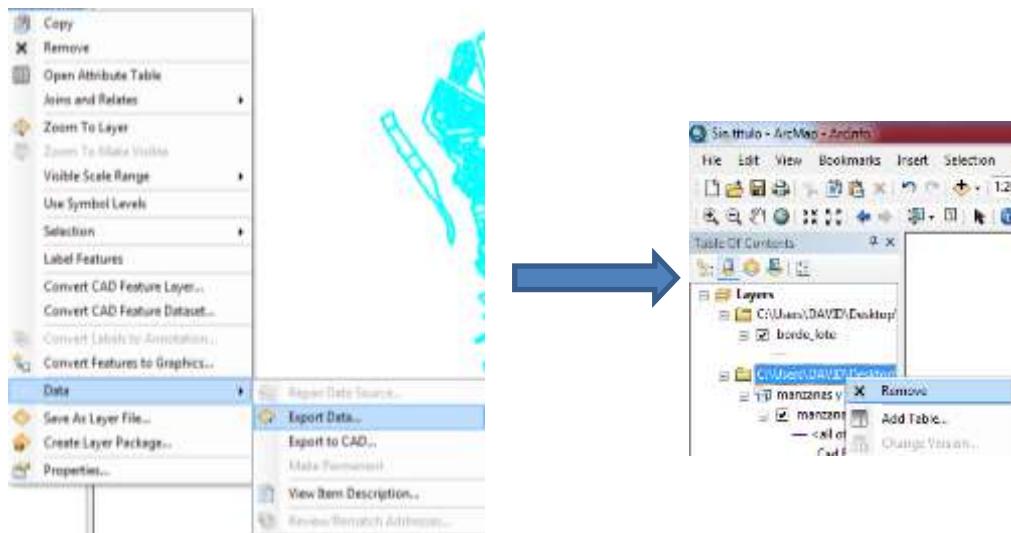 Copy
Remove
Open Attribute Table
Joins and Relates
Zoom To Layer
Zoom To Make Visible
Visible Scale Range
Use Symbol Levels
Selection
Label Features
Convert CAD Feature Layer...
Convert CAD Feature Dataset...
Convert Labels to Annotation...
Convert Features to Graphics...
Data
Save As Layer File...
Create Layer Package...
Properties...
Repair Data Source...
Export Data...
Export to CAD...
Make Permanent
View Item Description...
Review/Rematch Addresses...
Sin título - ArcMap - ArcInfo
File Edit View Bookmarks Insert Selection
Table Of Contents
Layers
C:\Users\DAVID\Desktop
borde_lote
C:\Users\DAVID\Desktop
manzanas y
manzana
<all ot
Cad F
Remove
Add Table...
Change Version...